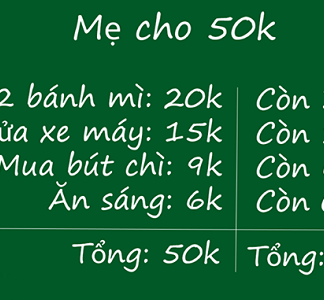 Mẹ cho 50k
2 bánh mì: 20k Còn
ửa xe máy: 15k Còn
Mua bút chì: 9k Còn
Ăn sáng: 6k Còn
Tổng: 50k Tổng: